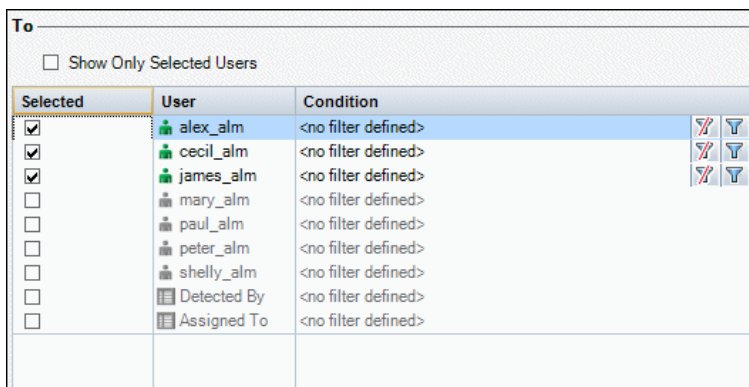 To
Show Only Selected Users
Selected User Condition
alex_alm <no filter defined>
cecil_alm <no filter defined>
james_alm <no filter defined>
mary_alm <no filter defined>
paul_alm <no filter defined>
peter_alm <no filter defined>
shelly_alm <no filter defined>
Detected By <no filter defined>
Assigned To <no filter defined>